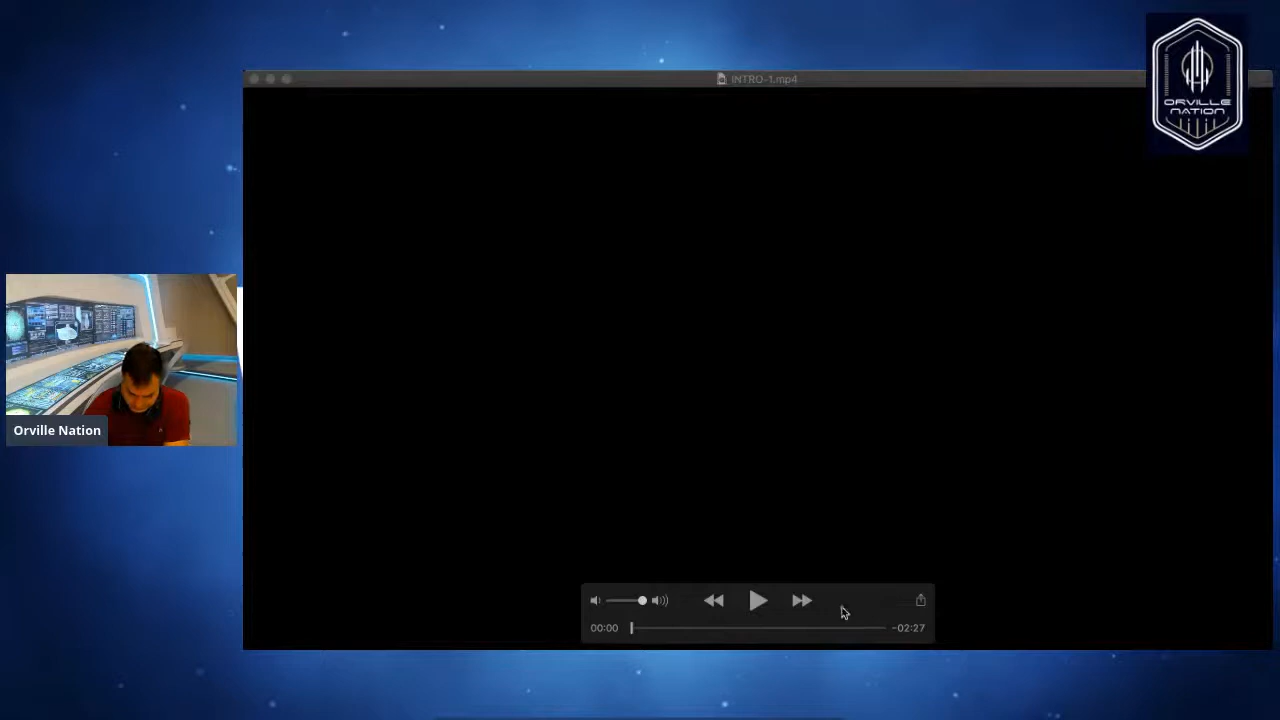 INTRO-1.mp4
ORVILLE
NATION
Orville Nation
00:00
-02:27